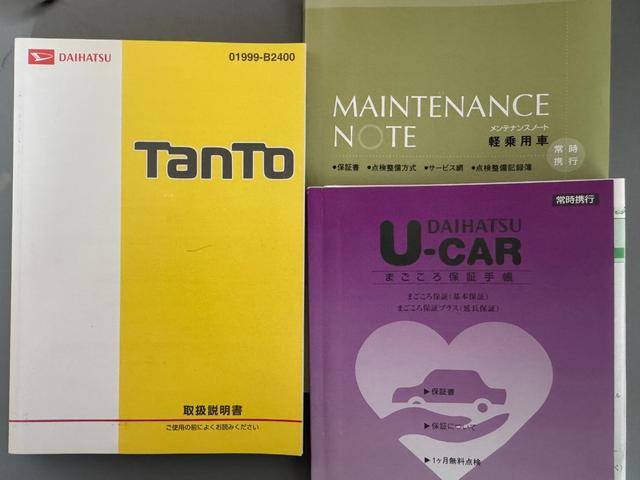 DAIHATSU
01999-B2400
TanTo
取扱説明書
ご使用の前によくお読みください
MAINTENANCE
NOTE
メンテナンスノート
軽乗用車
常時
携行
•保証書 •点検整備方式 •サービス網 •点検整備記録簿
常時携行
DAIHATSU
U-CAR
まごころ保証手帳
まごころ保証(基本保証)
まごころ保証プラス(延長保証)
▶保証書
▶保証について
▶1ヶ月無料点検